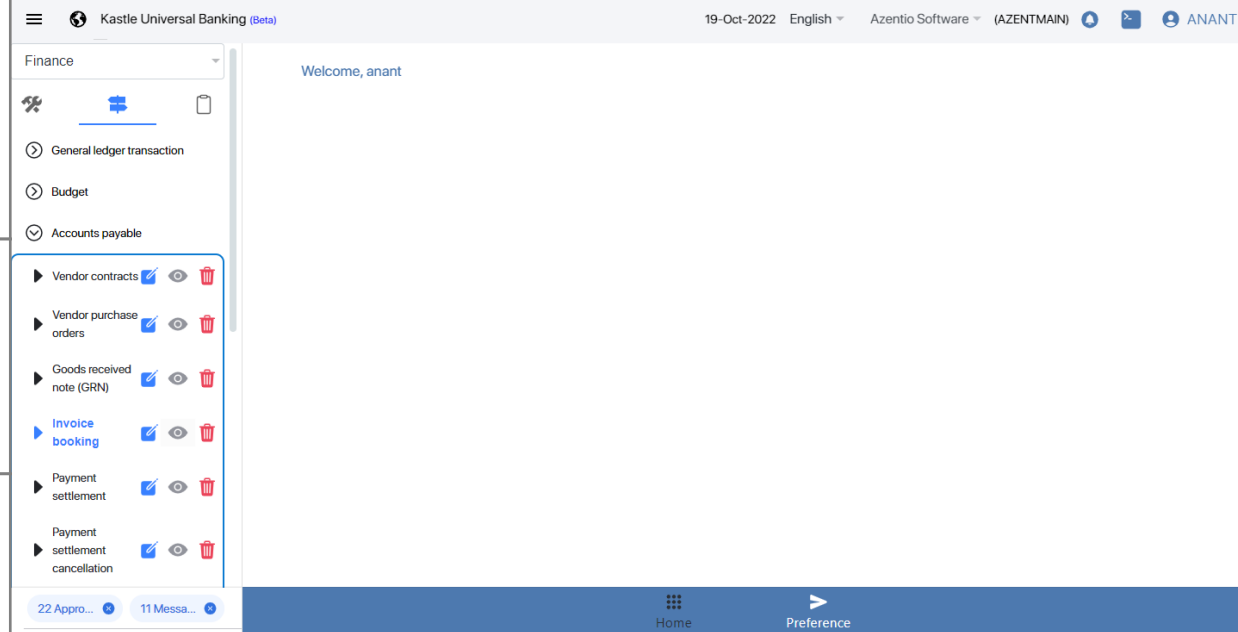 Kastle Universal Banking (Beta)
19-Oct-2022 English Azentio Software (AZENTMAIN) ANANT
Finance
Welcome, anant
General ledger transaction
Budget
Accounts payable
Vendor contracts
Vendor purchase
orders
Goods received
note (GRN)
Invoice
booking
Payment
settlement
Payment
settlement
cancellation
22 Appro... 11 Messa...
Home Preference